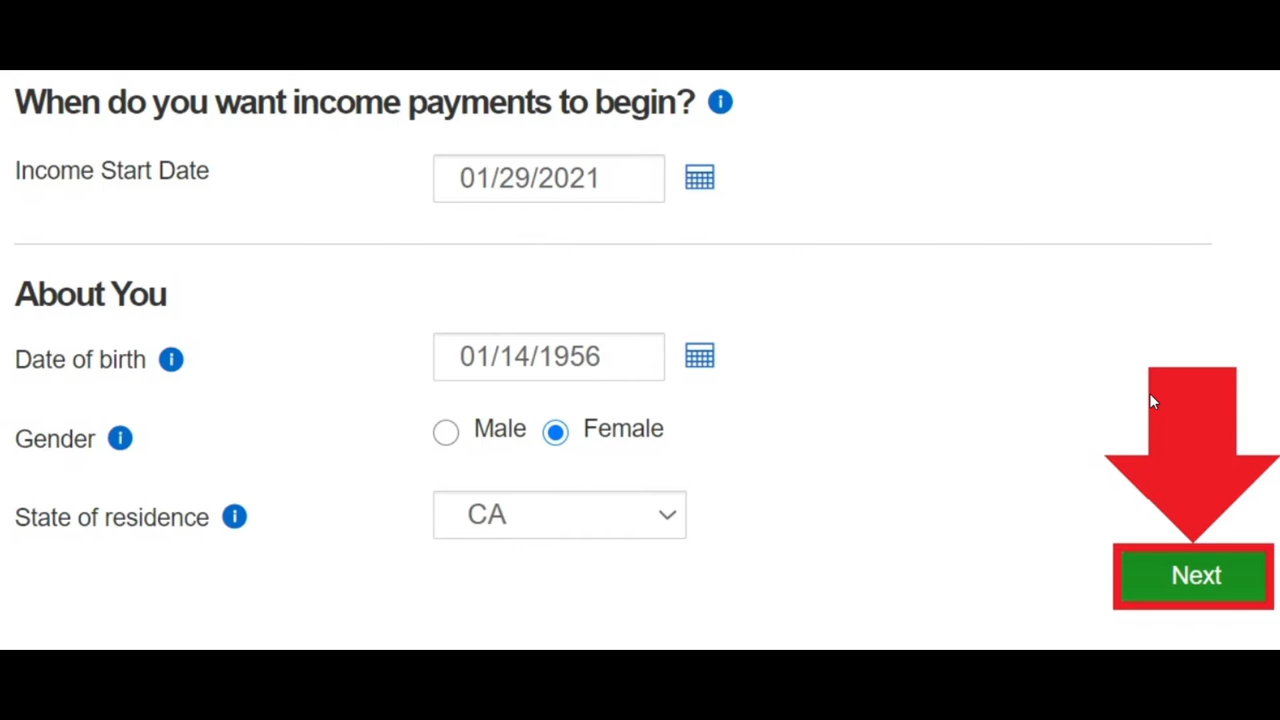 When do you want income payments to begin? i
Income Start Date 01/29/2021
About You
Date of birth i 01/14/1956
Gender i Male Female
State of residence i CA
Next